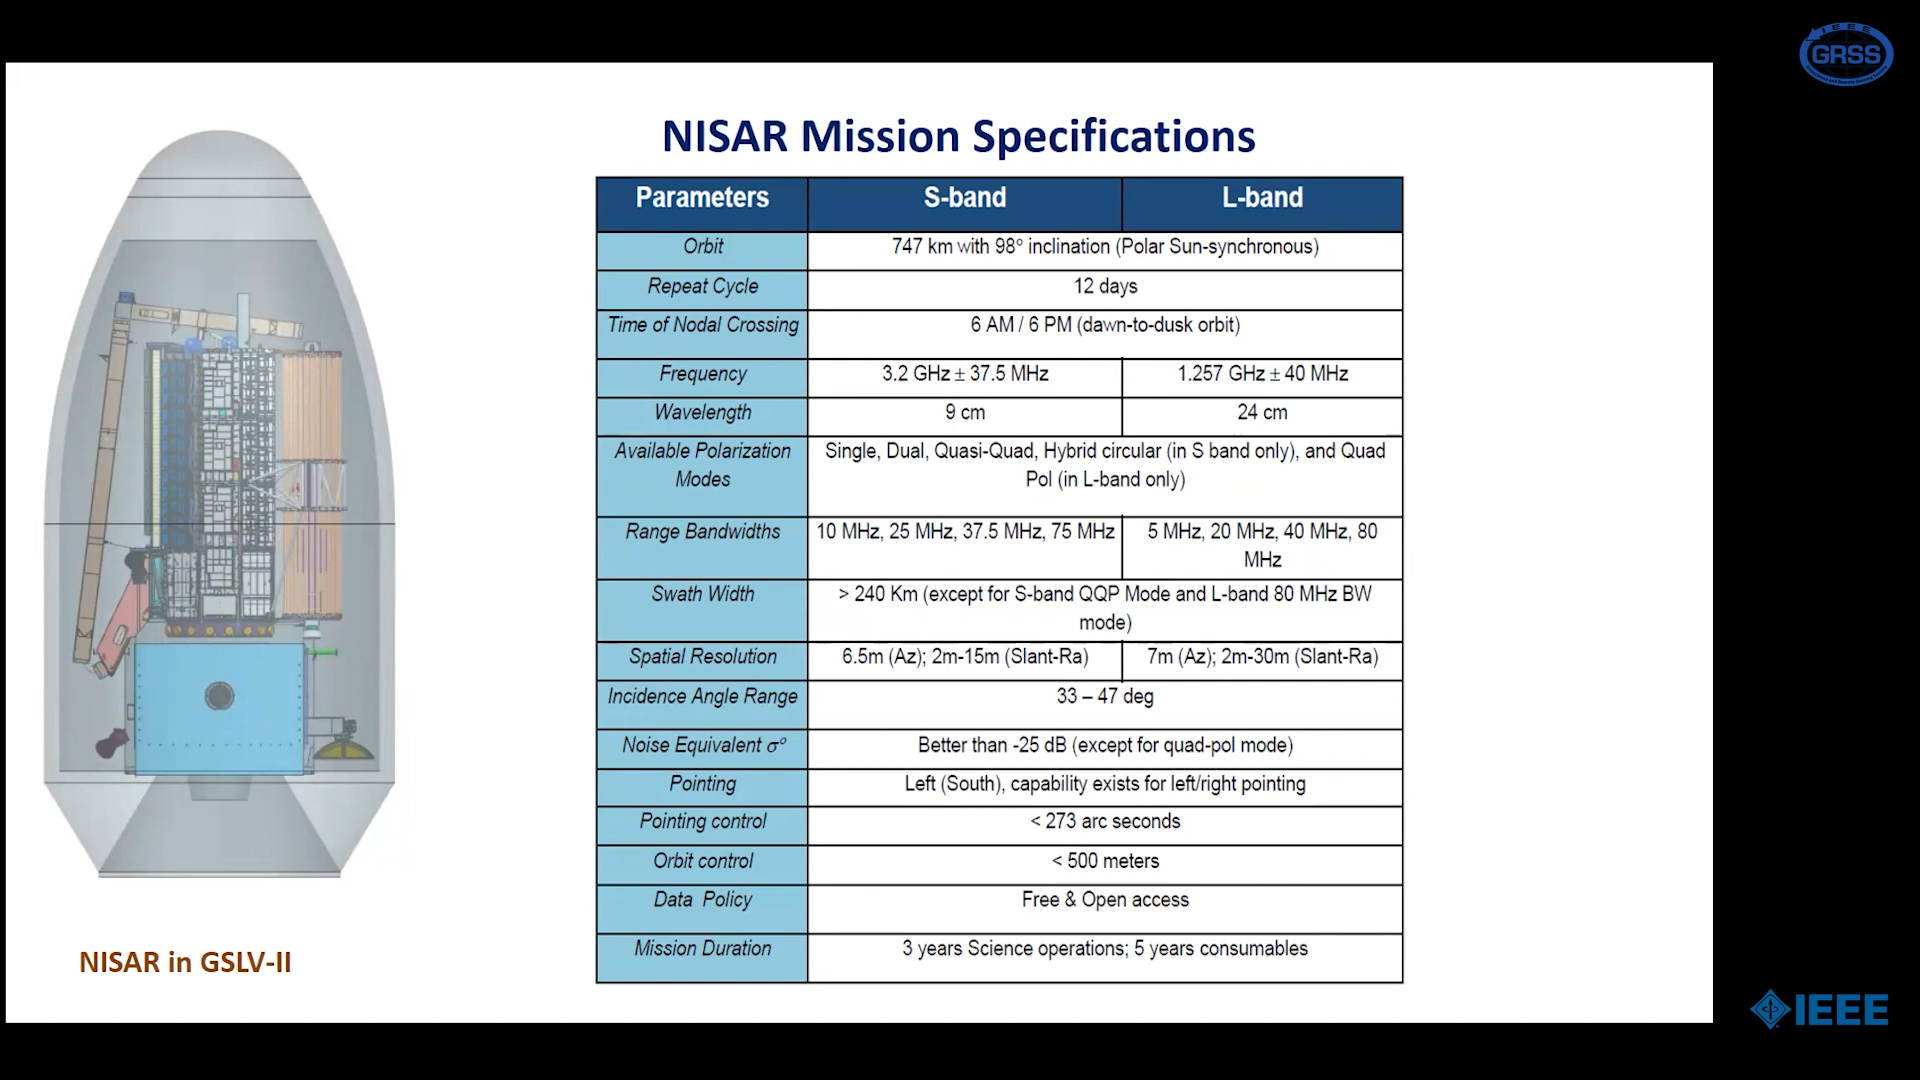 IEEE
GRSS
NISAR Mission Specifications
Parameters S-band L-band
Orbit 747 km with 98° inclination (Polar Sun-synchronous)
Repeat Cycle 12 days
Time of Nodal Crossing 6 AM / 6 PM (dawn-to-dusk orbit)
Frequency 3.2 GHz ± 37.5 MHz 1.257 GHz ± 40 MHz
Wavelength 9 cm 24 cm
Available Polarization Modes Single, Dual, Quasi-Quad, Hybrid circular (in S band only), and Quad
Pol (in L-band only)
Range Bandwidths 10 MHz, 25 MHz, 37.5 MHz, 75 MHz 5 MHz, 20 MHz, 40 MHz, 80
MHz
Swath Width > 240 Km (except for S-band QQP Mode and L-band 80 MHz BW
mode)
Spatial Resolution 6.5m (Az); 2m-15m (Slant-Ra) 7m (Az); 2m-30m (Slant-Ra)
Incidence Angle Range 33 – 47 deg
Noise Equivalent σ° Better than -25 dB (except for quad-pol mode)
Pointing Left (South), capability exists for left/right pointing
Pointing control < 273 arc seconds
Orbit control < 500 meters
Data Policy Free & Open access
Mission Duration 3 years Science operations; 5 years consumables
NISAR in GSLV-II
IEEE